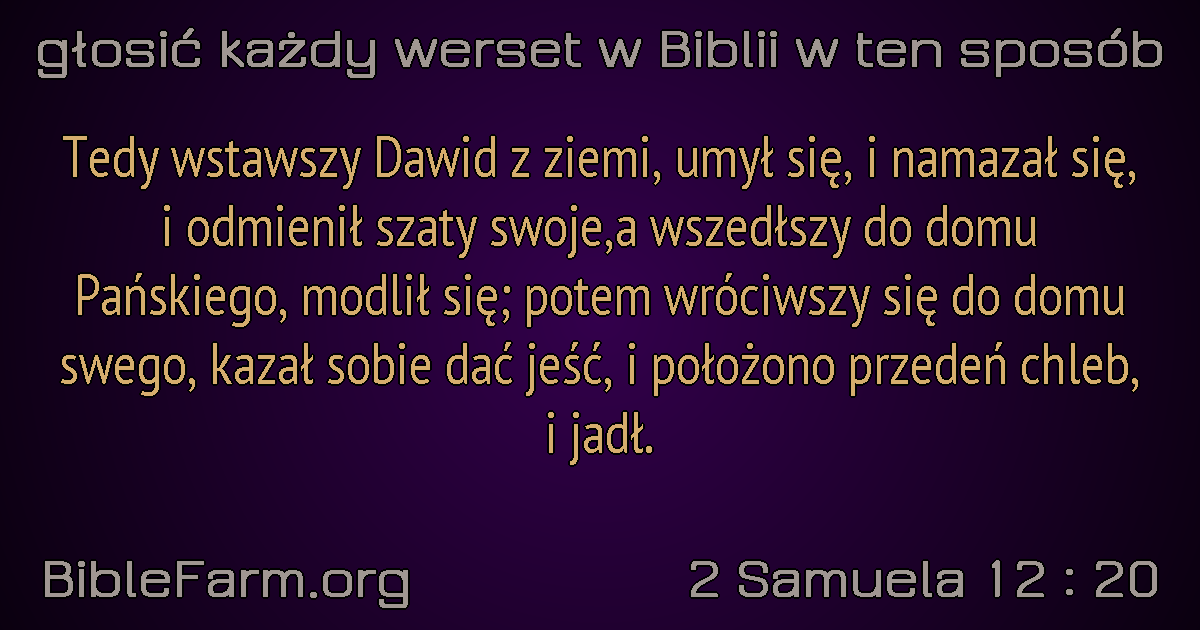 głosić każdy werset w Biblii w ten sposób
Tedy wstawszy Dawid z ziemi, umył się, i namazał się,
i odmienił szaty swoje,a wszedłszy do domu
Pańskiego, modlił się; potem wróciwszy się do domu
swego, kazał sobie dać jeść, i położono przedeń chleb,
i jadł.
BibleFarm.org
2 Samuela 12 : 20